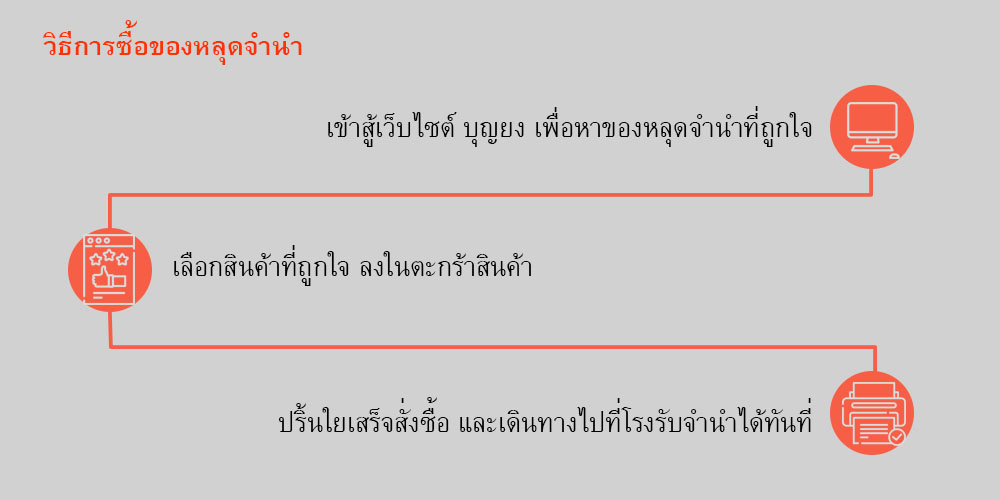 วิธีการซื้อของหลุดจำนำ
เข้าสู้เว็บไซต์ บุญยง เพื่อหาของหลุดจำนำที่ถูกใจ
เลือกสินค้าที่ถูกใจ ลงในตะกร้าสินค้า
ปริ้นใยเสร็จสั่งซื้อ และเดินทางไปที่โรงรับจำนำได้ทันที่